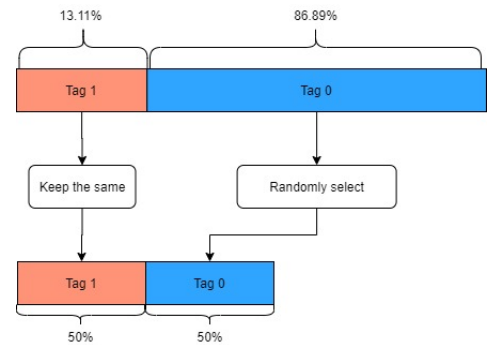 13.11% 86.89%
Tag 1 Tag 0
Keep the same Randomly select
Tag 1 Tag 0
50% 50%